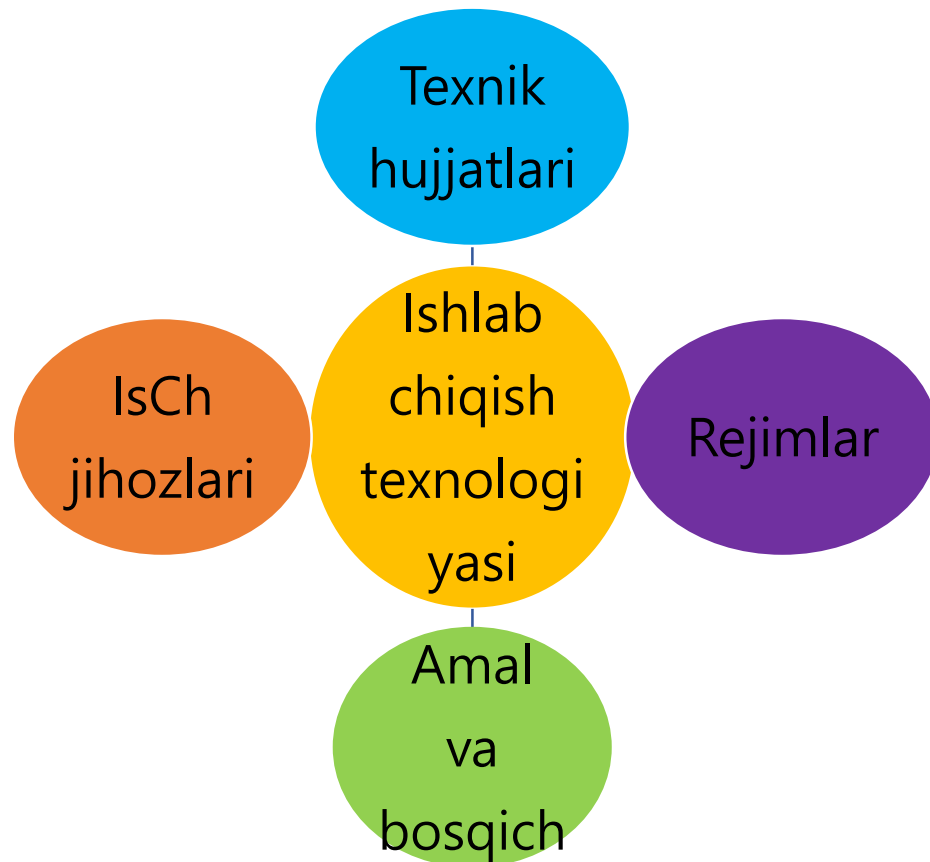 Texnik
hujjatlari
Ishlab
chiqish
texnologi
yasi
IsCh
jihozlari
Rejimlar
Amal
va
bosqich